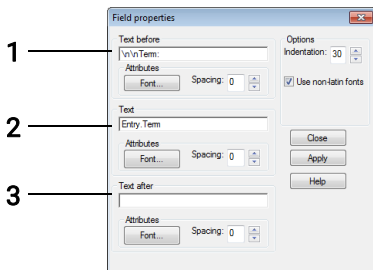 Field properties
1
Text before
\n\nTerm:
Attributes
Font...
Spacing: 0
2
Text
Entry.Term
Attributes
Font...
Spacing: 0
3
Text after
Attributes
Font...
Spacing: 0
Options
Indentation: 30
Use non-latin fonts
Close
Apply
Help